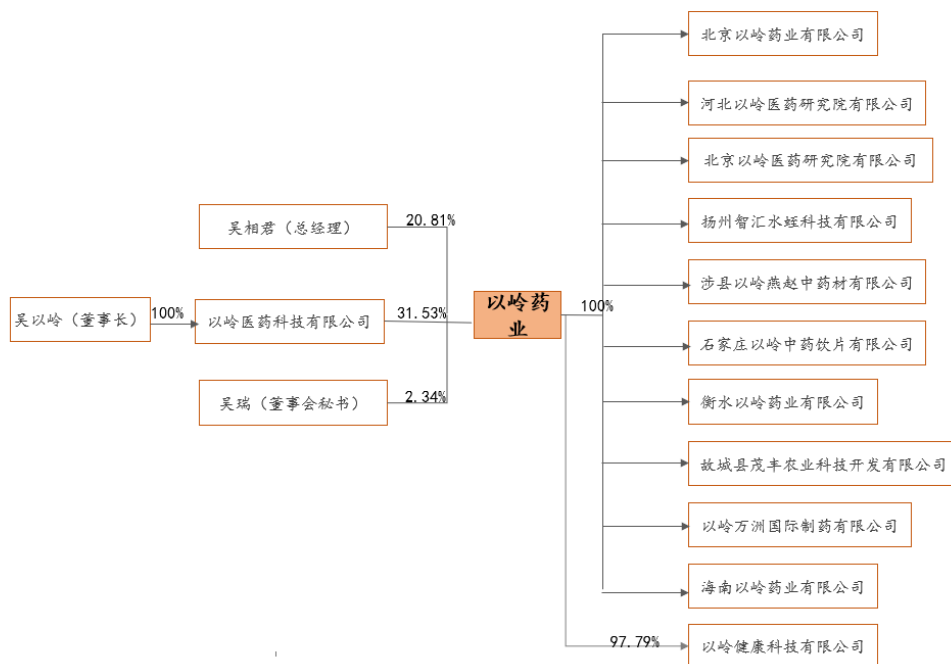 北京以岭药业有限公司
河北以岭医药研究院有限公司
北京以岭医药研究院有限公司
扬州智汇水蛭科技有限公司
吴相君（总经理）
20.81%
涉县以岭燕赵中药材有限公司
吴以岭（董事长）
100%
以岭医药科技有限公司
31.53%
以岭药
业
100%
石家庄以岭中药饮片有限公司
吴瑞（董事会秘书）
2.34%
衡水以岭药业有限公司
故城县茂丰农业科技开发有限公司
以岭万洲国际制药有限公司
海南以岭药业有限公司
97.79%
以岭健康科技有限公司